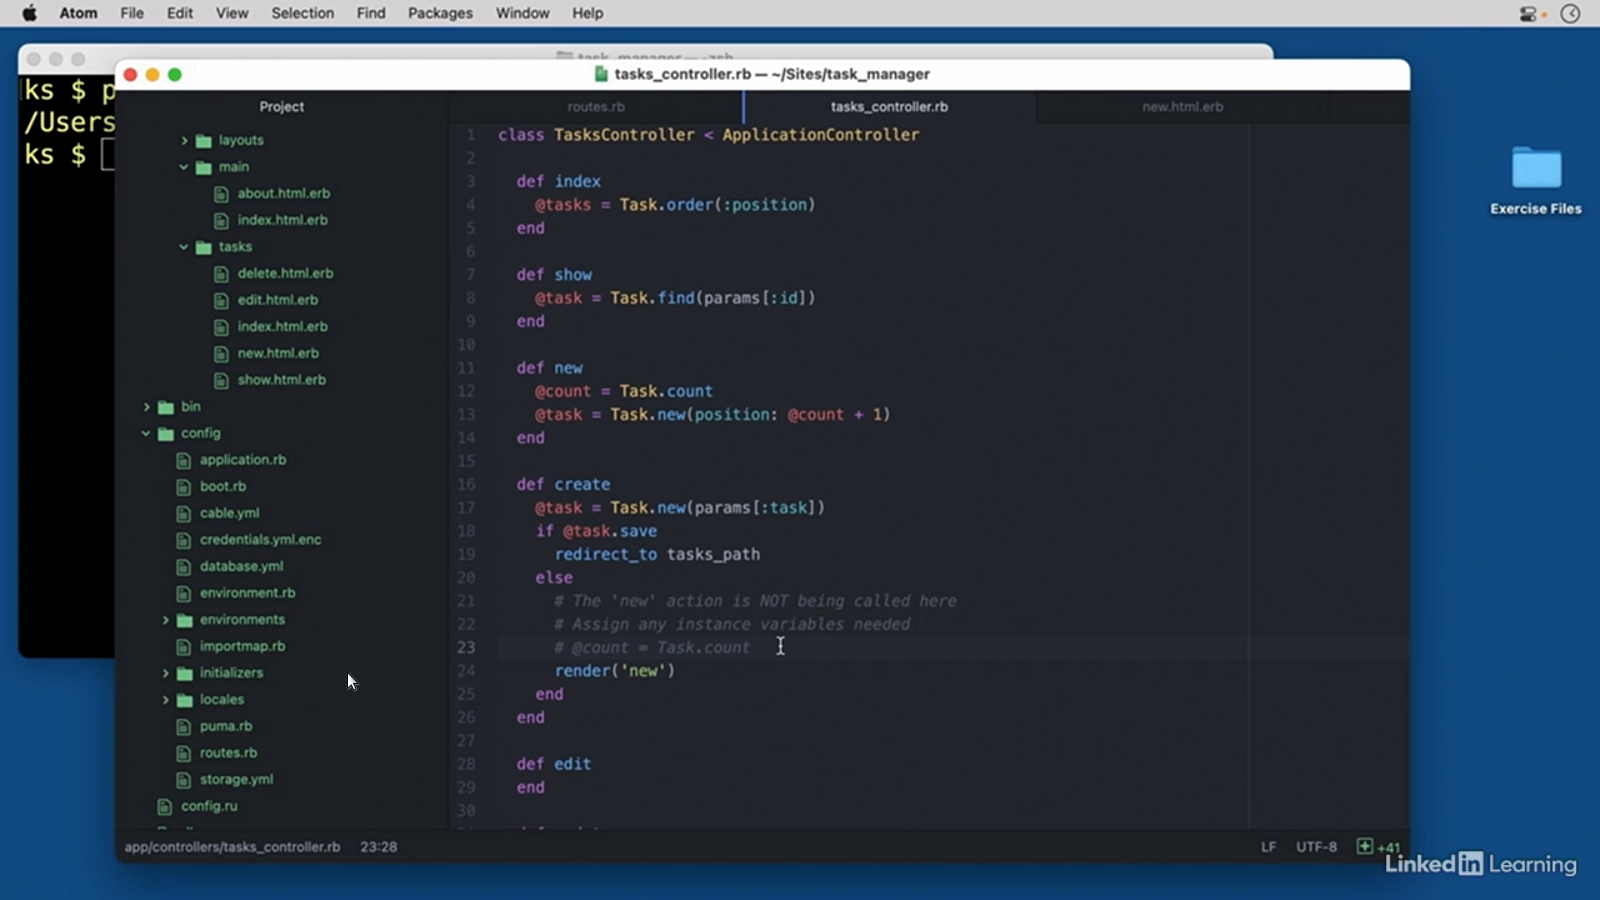 Atom File Edit View Selection Find Packages Window Help
task_manager — -zsh
ks $ p
/Users
ks $
tasks_controller.rb — ~/Sites/task_manager
Project
routes.rb
tasks_controller.rb
new.html.erb
layouts
main
about.html.erb
index.html.erb
tasks
delete.html.erb
edit.html.erb
index.html.erb
new.html.erb
show.html.erb
bin
config
application.rb
boot.rb
cable.yml
credentials.yml.enc
database.yml
environment.rb
environments
importmap.rb
initializers
locales
puma.rb
routes.rb
storage.yml
config.ru
1 class TasksController < ApplicationController
2
3 def index
4 @tasks = Task.order(:position)
5 end
6
7 def show
8 @task = Task.find(params[:id])
9 end
10
11 def new
12 @count = Task.count
13 @task = Task.new(position: @count + 1)
14 end
15
16 def create
17 @task = Task.new(params[:task])
18 if @task.save
19 redirect_to tasks_path
20 else
21 # The 'new' action is NOT being called here
22 # Assign any instance variables needed
23 # @count = Task.count
24 render('new')
25 end
26 end
27
28 def edit
29 end
30
app/controllers/tasks_controller.rb 23:28
LF UTF-8 +41
Exercise Files
LinkedIn Learning